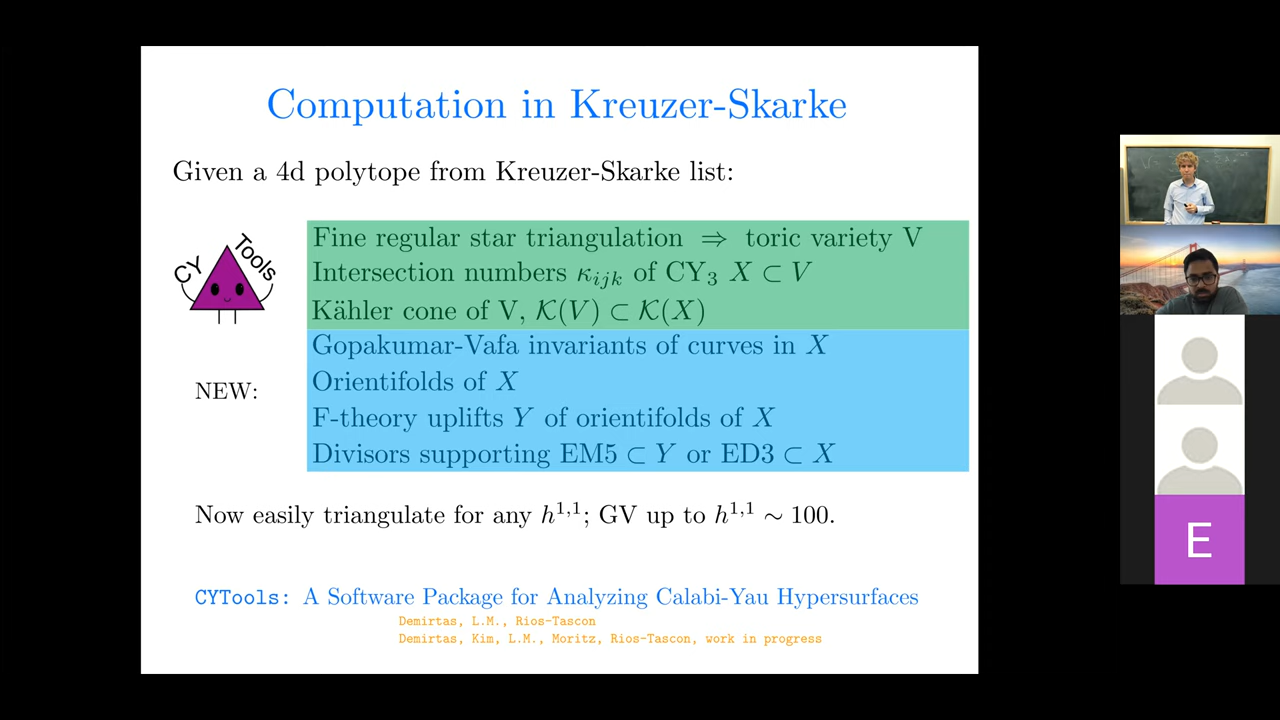 Computation in Kreuzer-Skarke
Given a 4d polytope from Kreuzer-Skarke list:
CY Tools
Fine regular star triangulation ⇒ toric variety V
Intersection numbers κ_{ijk} of CY₃ X ⊂ V
Kähler cone of V, 𝒦(V) ⊂ 𝒦(X)
NEW:
Gopakumar-Vafa invariants of curves in X
Orientifolds of X
F-theory uplifts Y of orientifolds of X
Divisors supporting EM5 ⊂ Y or ED3 ⊂ X
Now easily triangulate for any h^{1,1}; GV up to h^{1,1} ∼ 100.
CYTools: A Software Package for Analyzing Calabi-Yau Hypersurfaces
Demirtas, L.M., Rios-Tascon
Demirtas, Kim, L.M., Moritz, Rios-Tascon, work in progress
E